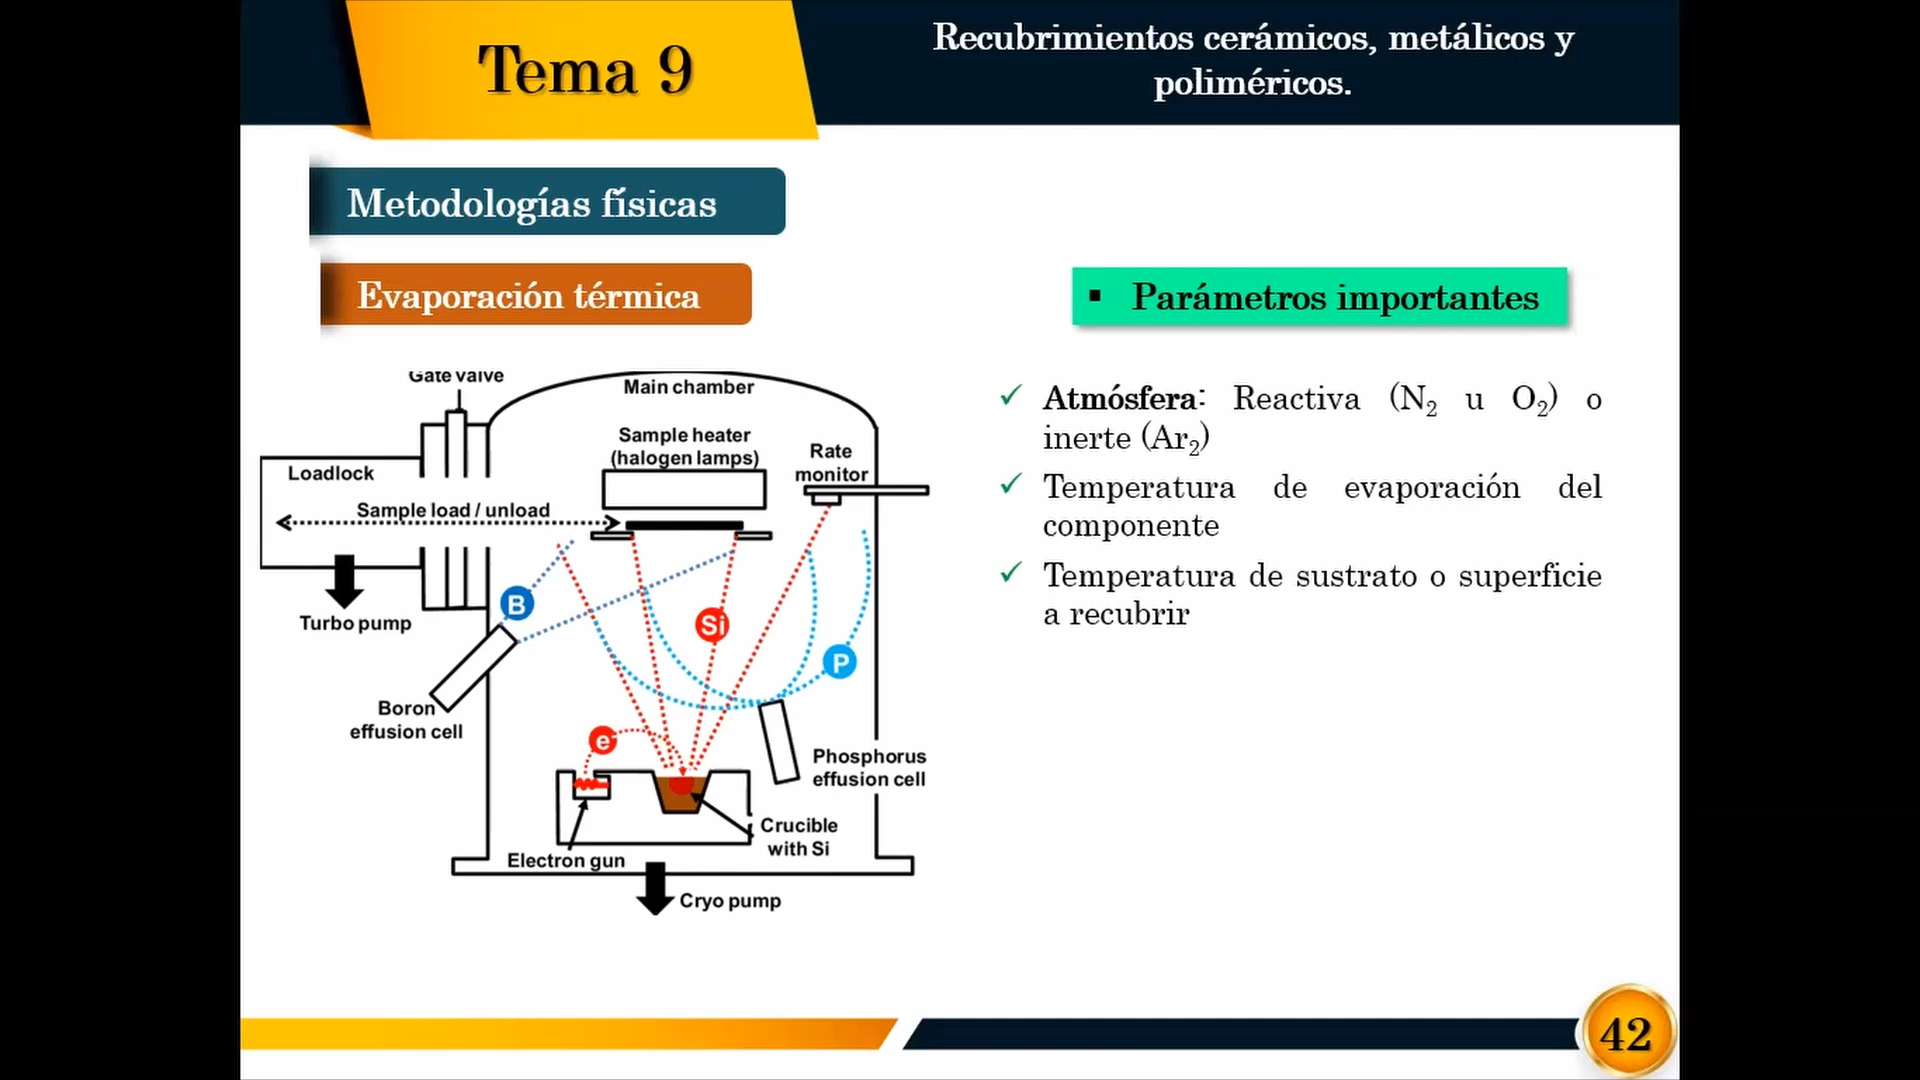 Tema 9
Recubrimientos cerámicos, metálicos y
poliméricos.
Metodologías físicas
Evaporación térmica
▪ Parámetros importantes
✓ Atmósfera: Reactiva (N₂ u O₂) o
inerte (Ar₂)
✓ Temperatura de evaporación del
componente
✓ Temperatura de sustrato o superficie
a recubrir
Gate valve
Main chamber
Sample heater
(halogen lamps)
Rate
monitor
Loadlock
Sample load / unload
Turbo pump
B
Si
P
Boron
effusion cell
e
Phosphorus
effusion cell
Crucible
with Si
Electron gun
Cryo pump
42